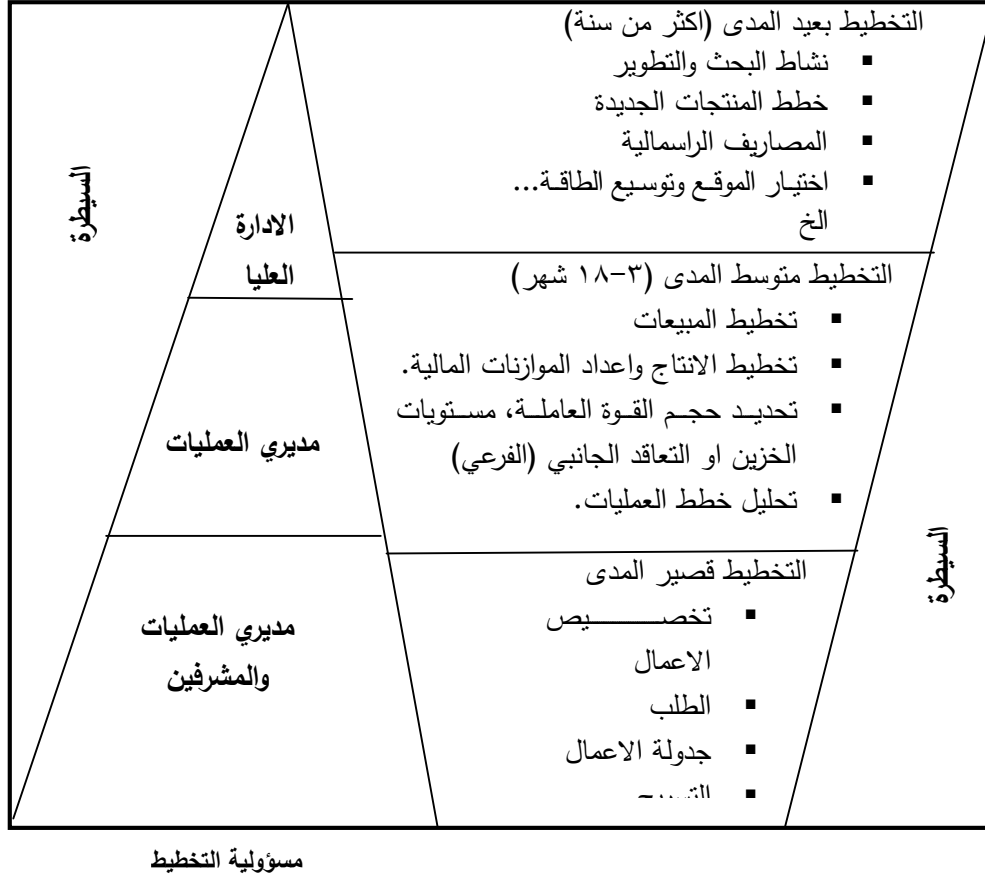 التخطيط بعيد المدى (اكثر من سنة)
▪ نشاط البحث والتطوير
▪ خطط المنتجات الجديدة
▪ المصاريف الراسمالية
▪ اختيار الموقع وتوسيع الطاقة...
الخ
السيطرة
الادارة
العليا
التخطيط متوسط المدى (٣-١٨ شهر)
▪ تخطيط المبيعات
▪ تخطيط الانتاج واعداد الموازنات المالية.
▪ تحديد حجم القوة العاملة، مستويات
الخزين او التعاقد الجانبي (الفرعي)
▪ تحليل خطط العمليات.
مديري العمليات
التخطيط قصير المدى
▪ تخصيص
الاعمال
▪ الطلب
▪ جدولة الاعمال
السيطرة
مديري العمليات
والمشرفين
مسؤولية التخطيط